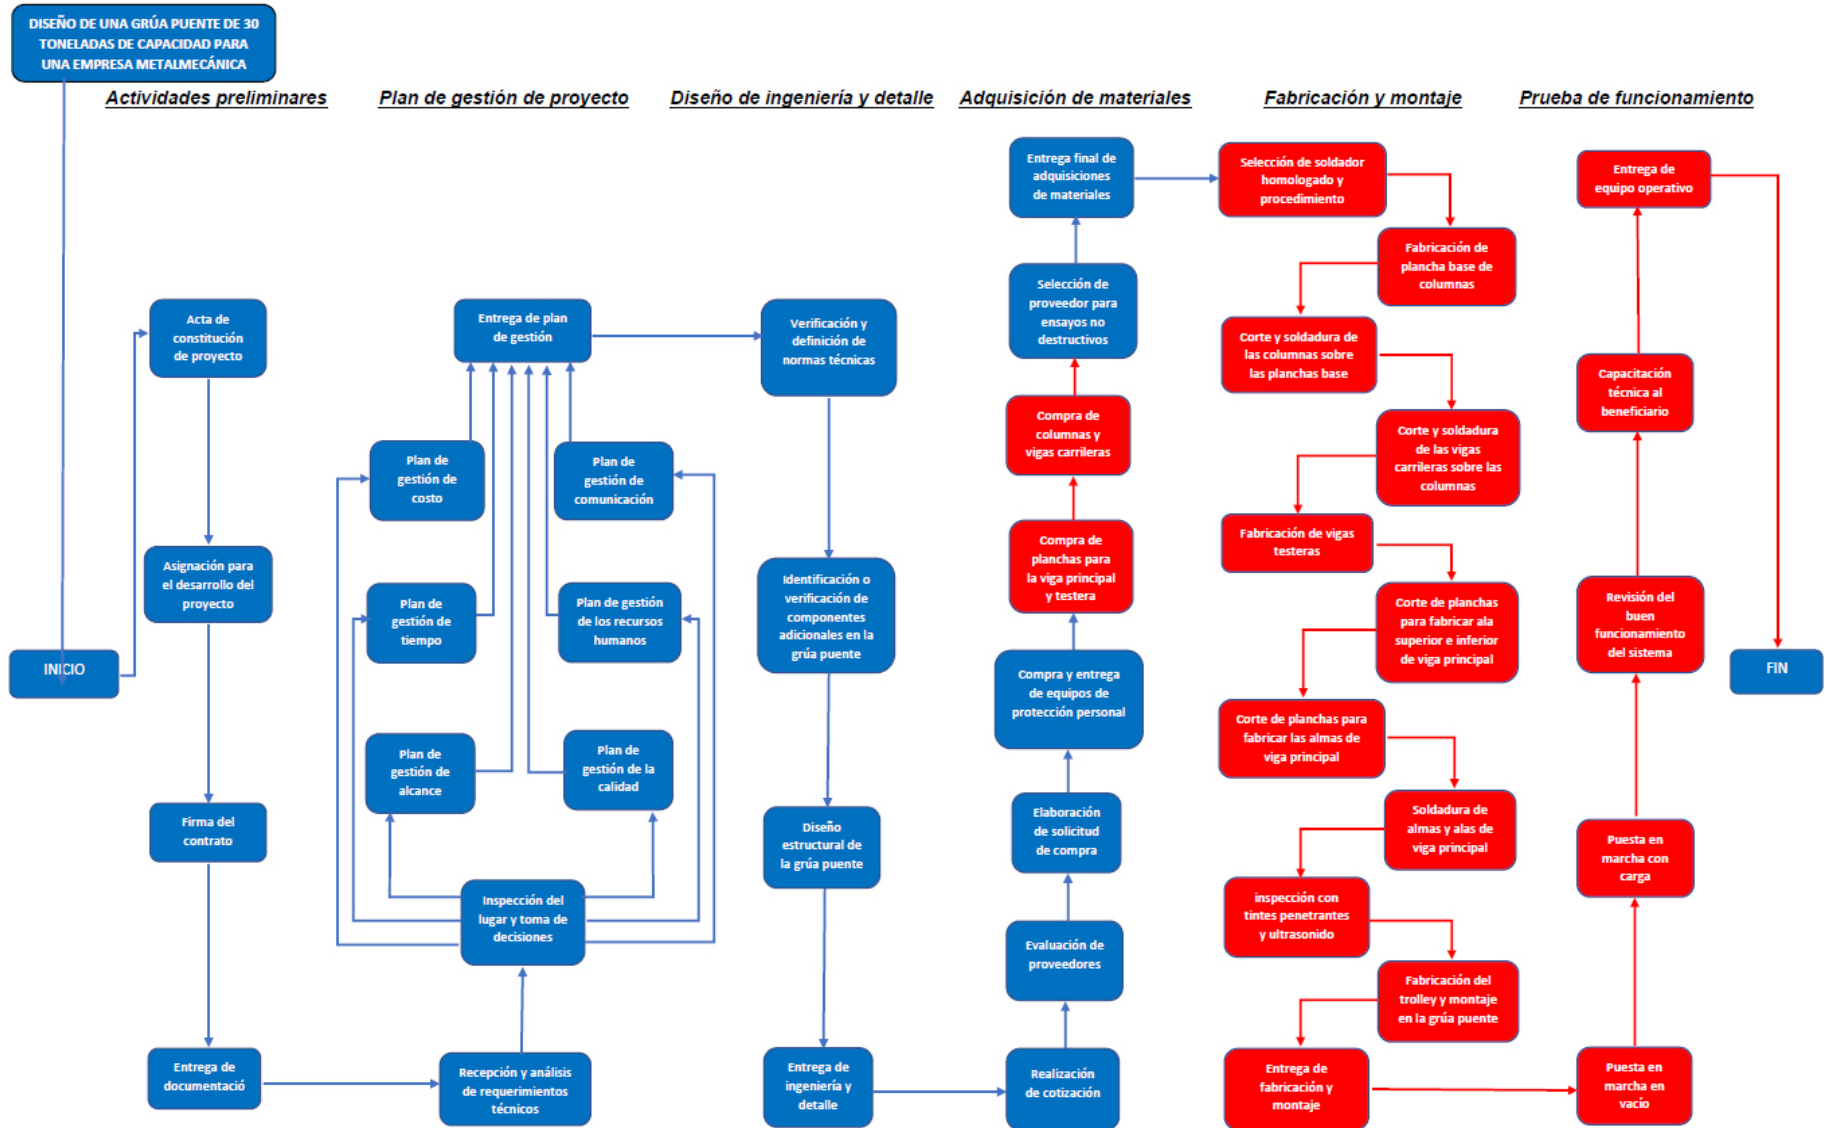 DISEÑO DE UNA GRÚA PUENTE DE 30
TONELADAS DE CAPACIDAD PARA
UNA EMPRESA METALMECÁNICA
Actividades preliminares
Plan de gestión de proyecto
Diseño de ingeniería y detalle
Adquisición de materiales
Fabricación y montaje
Prueba de funcionamiento
INICIO
Acta de
constitución
de proyecto
Asignación para
el desarrollo del
proyecto
Firma del
contrato
Entrega de
documentació
Entrega de plan
de gestión
Plan de
gestión de
costo
Plan de
gestión de
comunicación
Plan de
gestión de
tiempo
Plan de gestión
de los recursos
humanos
Plan de
gestión de
alcance
Plan de
gestión de la
calidad
Inspección del
lugar y toma de
decisiones
Recepción y análisis
de requerimientos
técnicos
Verificación y
definición de
normas técnicas
Identificación o
verificación de
componentes
adicionales en la
grúa puente
Diseño
estructural de
la grúa puente
Entrega de
ingeniería y
detalle
Entrega final de
adquisiciones
de materiales
Selección de
proveedor para
ensayos no
destructivos
Compra de
columnas y
vigas carrileras
Compra de
planchas para
la viga principal
y testera
Compra y entrega
de equipos de
protección personal
Elaboración
de solicitud
de compra
Evaluación de
proveedores
Realización
de cotización
Selección de soldador
homologado y
procedimiento
Fabricación de
plancha base de
columnas
Corte y soldadura de
las columnas sobre
las planchas base
Corte y soldadura
de las vigas
carrileras sobre las
columnas
Fabricación de vigas
testeras
Corte de planchas
para fabricar ala
superior e inferior
de viga principal
Corte de planchas para
fabricar las almas de
viga principal
Soldadura de
almas y alas de
viga principal
inspección con
tintes penetrantes
y ultrasonido
Fabricación del
trolley y montaje
en la grúa puente
Entrega de
fabricación y
montaje
Entrega de
equipo operativo
Capacitación
técnica al
beneficiario
Revisión del
buen
funcionamiento
del sistema
Puesta en
marcha con
carga
Puesta en
marcha en
vacío
FIN